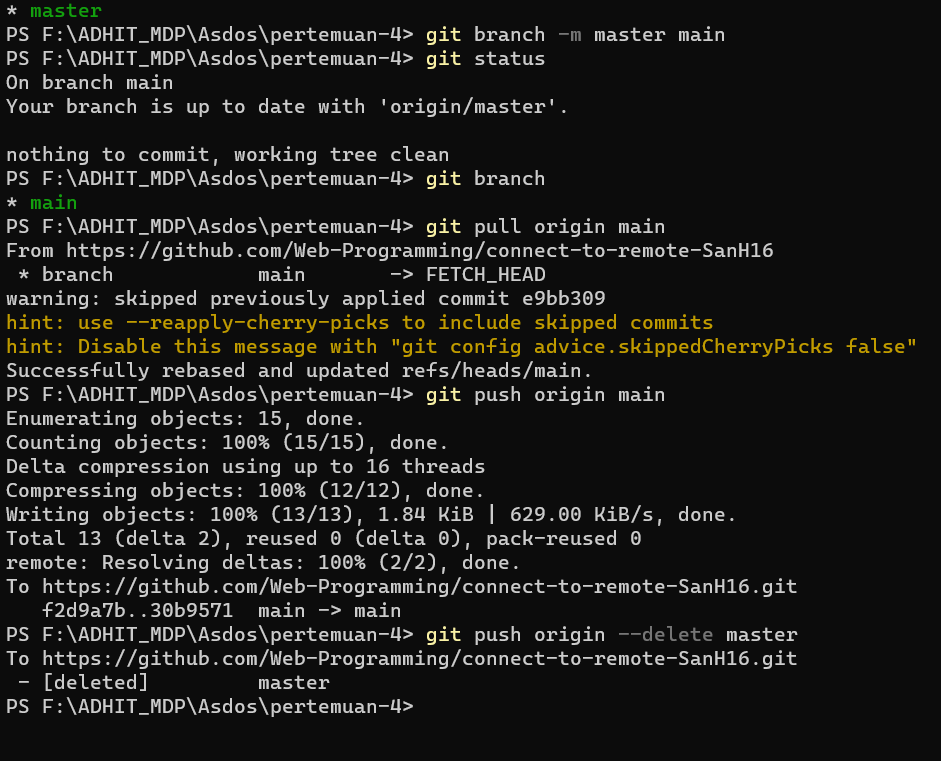 * master
PS F:\ADHIT_MDP\Asdos\pertemuan-4> git branch -m master main
PS F:\ADHIT_MDP\Asdos\pertemuan-4> git status
On branch main
Your branch is up to date with 'origin/master'.

nothing to commit, working tree clean
PS F:\ADHIT_MDP\Asdos\pertemuan-4> git branch
* main
PS F:\ADHIT_MDP\Asdos\pertemuan-4> git pull origin main
From https://github.com/Web-Programming/connect-to-remote-SanH16
 * branch            main       -> FETCH_HEAD
warning: skipped previously applied commit e9bb309
hint: use --reapply-cherry-picks to include skipped commits
hint: Disable this message with "git config advice.skippedCherryPicks false"
Successfully rebased and updated refs/heads/main.
PS F:\ADHIT_MDP\Asdos\pertemuan-4> git push origin main
Enumerating objects: 15, done.
Counting objects: 100% (15/15), done.
Delta compression using up to 16 threads
Compressing objects: 100% (12/12), done.
Writing objects: 100% (13/13), 1.84 KiB | 629.00 KiB/s, done.
Total 13 (delta 2), reused 0 (delta 0), pack-reused 0
remote: Resolving deltas: 100% (2/2), done.
To https://github.com/Web-Programming/connect-to-remote-SanH16.git
   f2d9a7b..30b9571  main -> main
PS F:\ADHIT_MDP\Asdos\pertemuan-4> git push origin --delete master
To https://github.com/Web-Programming/connect-to-remote-SanH16.git
 - [deleted]         master
PS F:\ADHIT_MDP\Asdos\pertemuan-4>